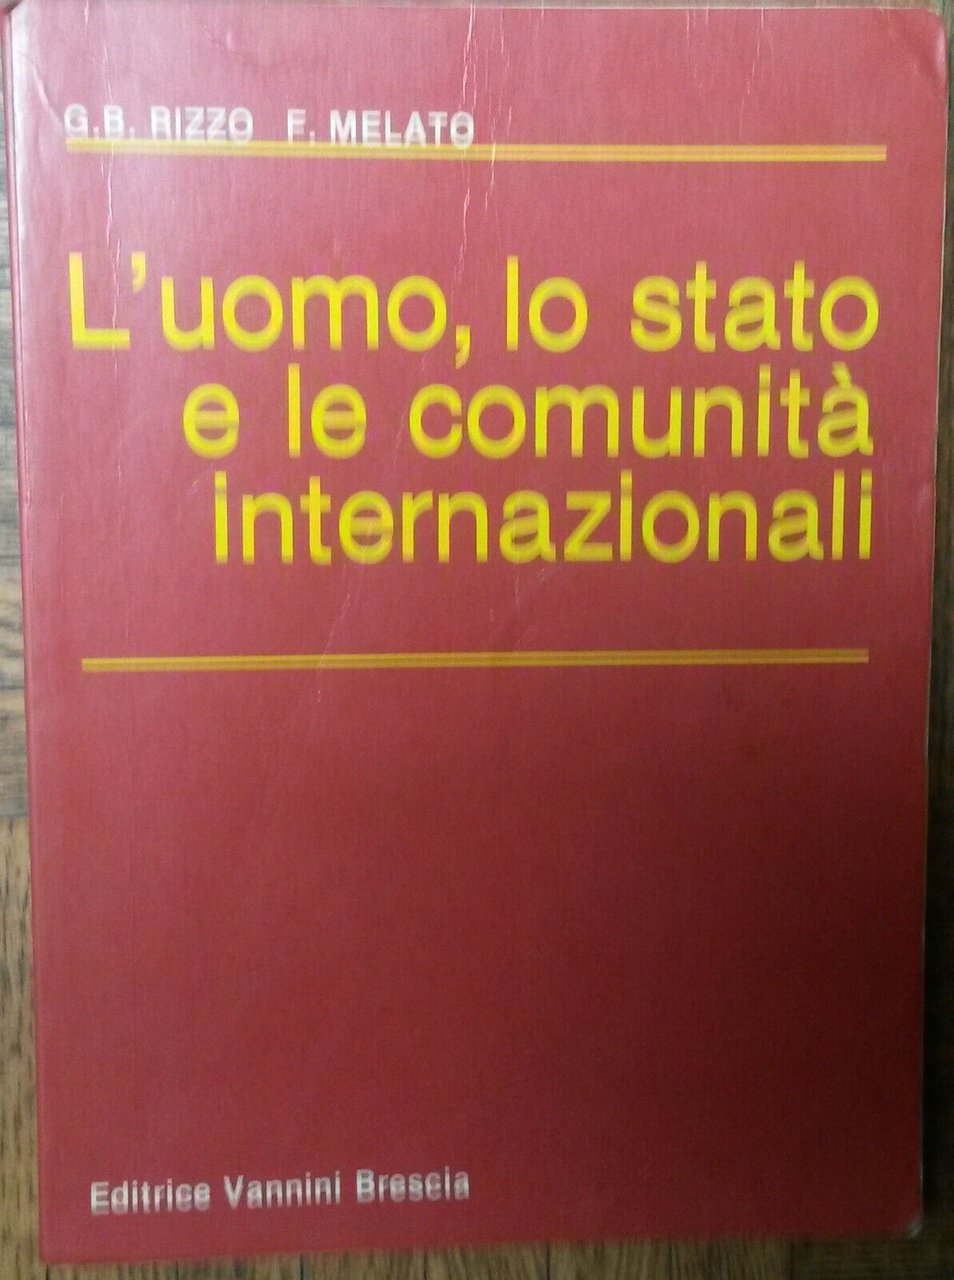 G.B. RIZZO F. MELATO
L'uomo, lo stato
e le comunità
internazionali
Editrice Vannini Brescia